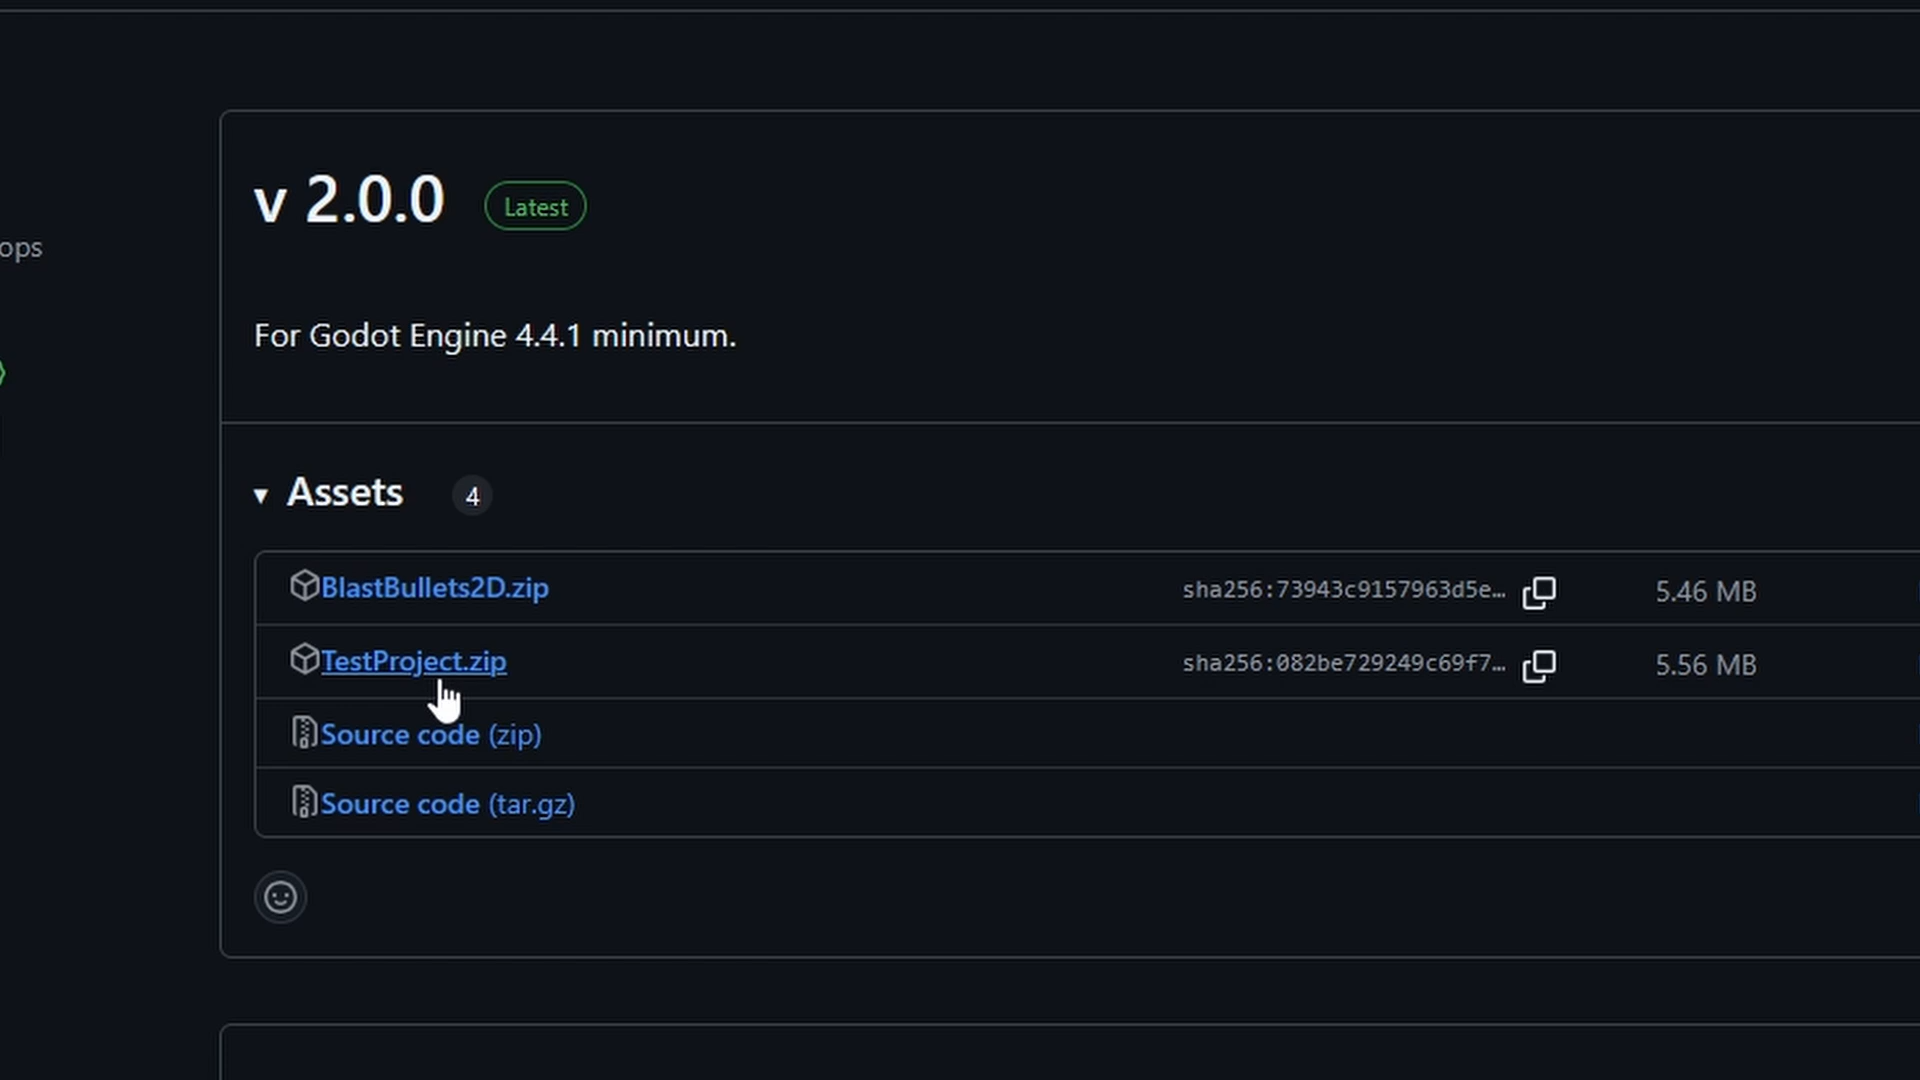 v 2.0.0 Latest
ops
For Godot Engine 4.4.1 minimum.
Assets 4
BlastBullets2D.zip sha256:73943c9157963d5e… 5.46 MB
TestProject.zip sha256:082be729249c69f7… 5.56 MB
Source code (zip)
Source code (tar.gz)